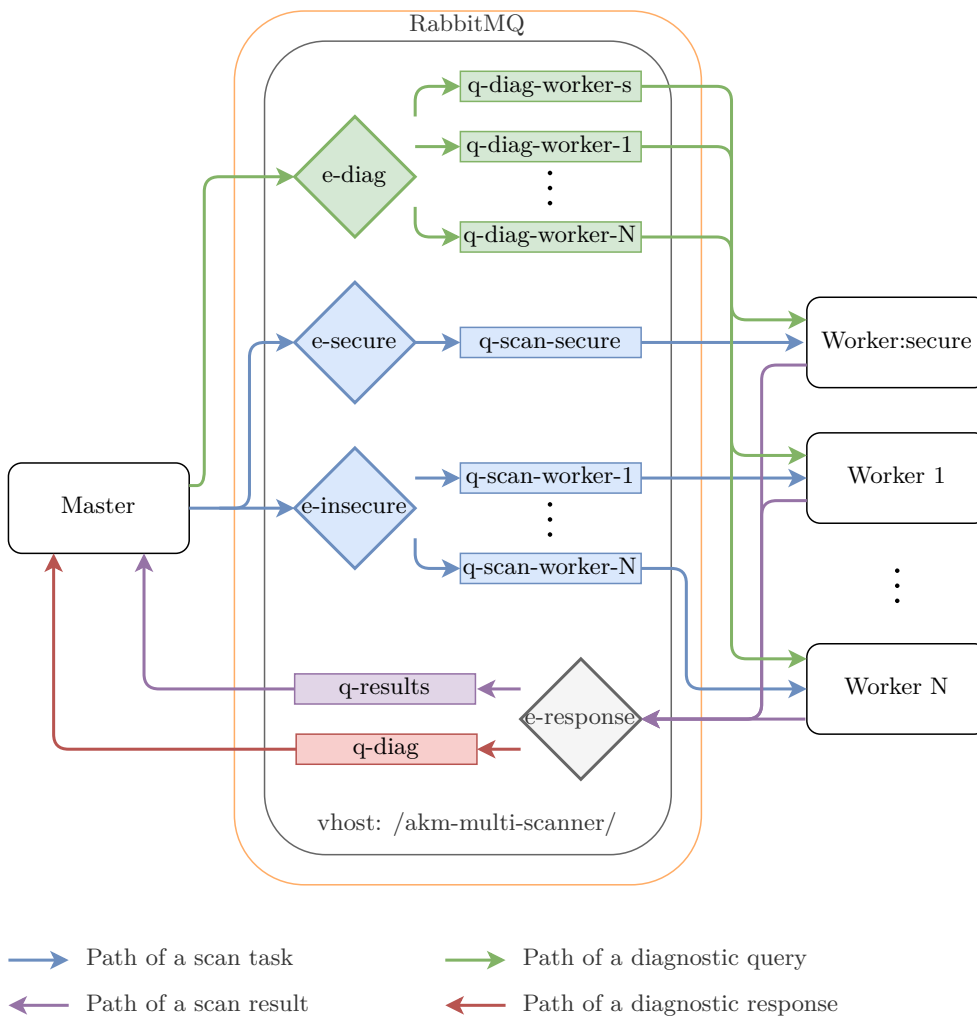 RabbitMQ
q-diag-worker-s
q-diag-worker-1
e-diag
q-diag-worker-N
e-secure
q-scan-secure
Worker:secure
Master
e-insecure
q-scan-worker-1
Worker 1
q-scan-worker-N
q-results
e-response
Worker N
q-diag
vhost: /akm-multi-scanner/
Path of a scan task
Path of a diagnostic query
Path of a scan result
Path of a diagnostic response